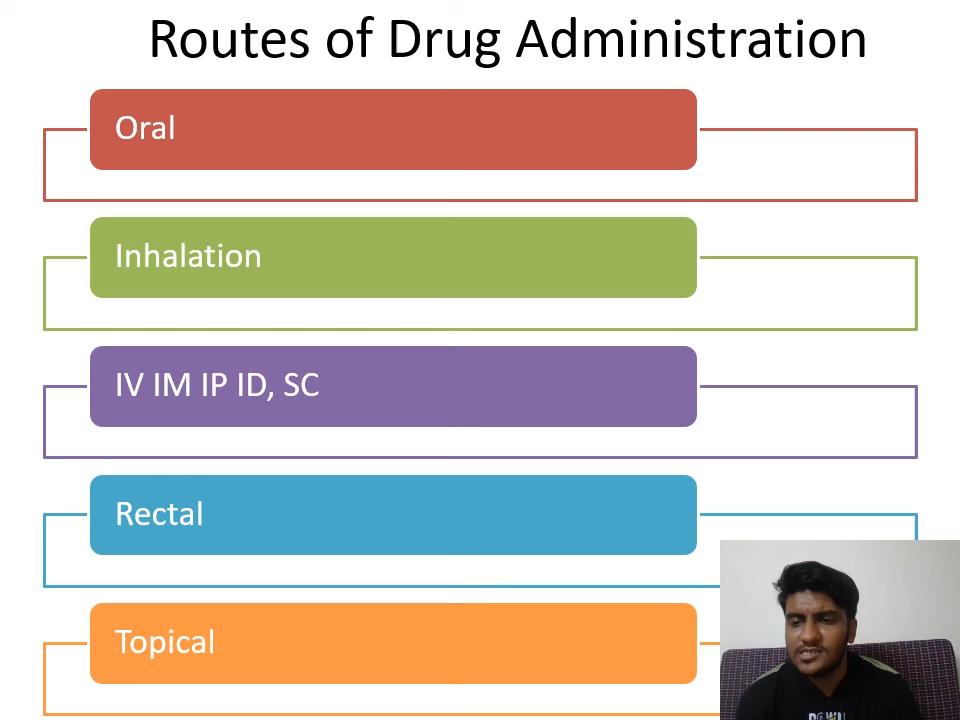 Routes of Drug Administration
Oral
Inhalation
IV IM IP ID, SC
Rectal
Topical